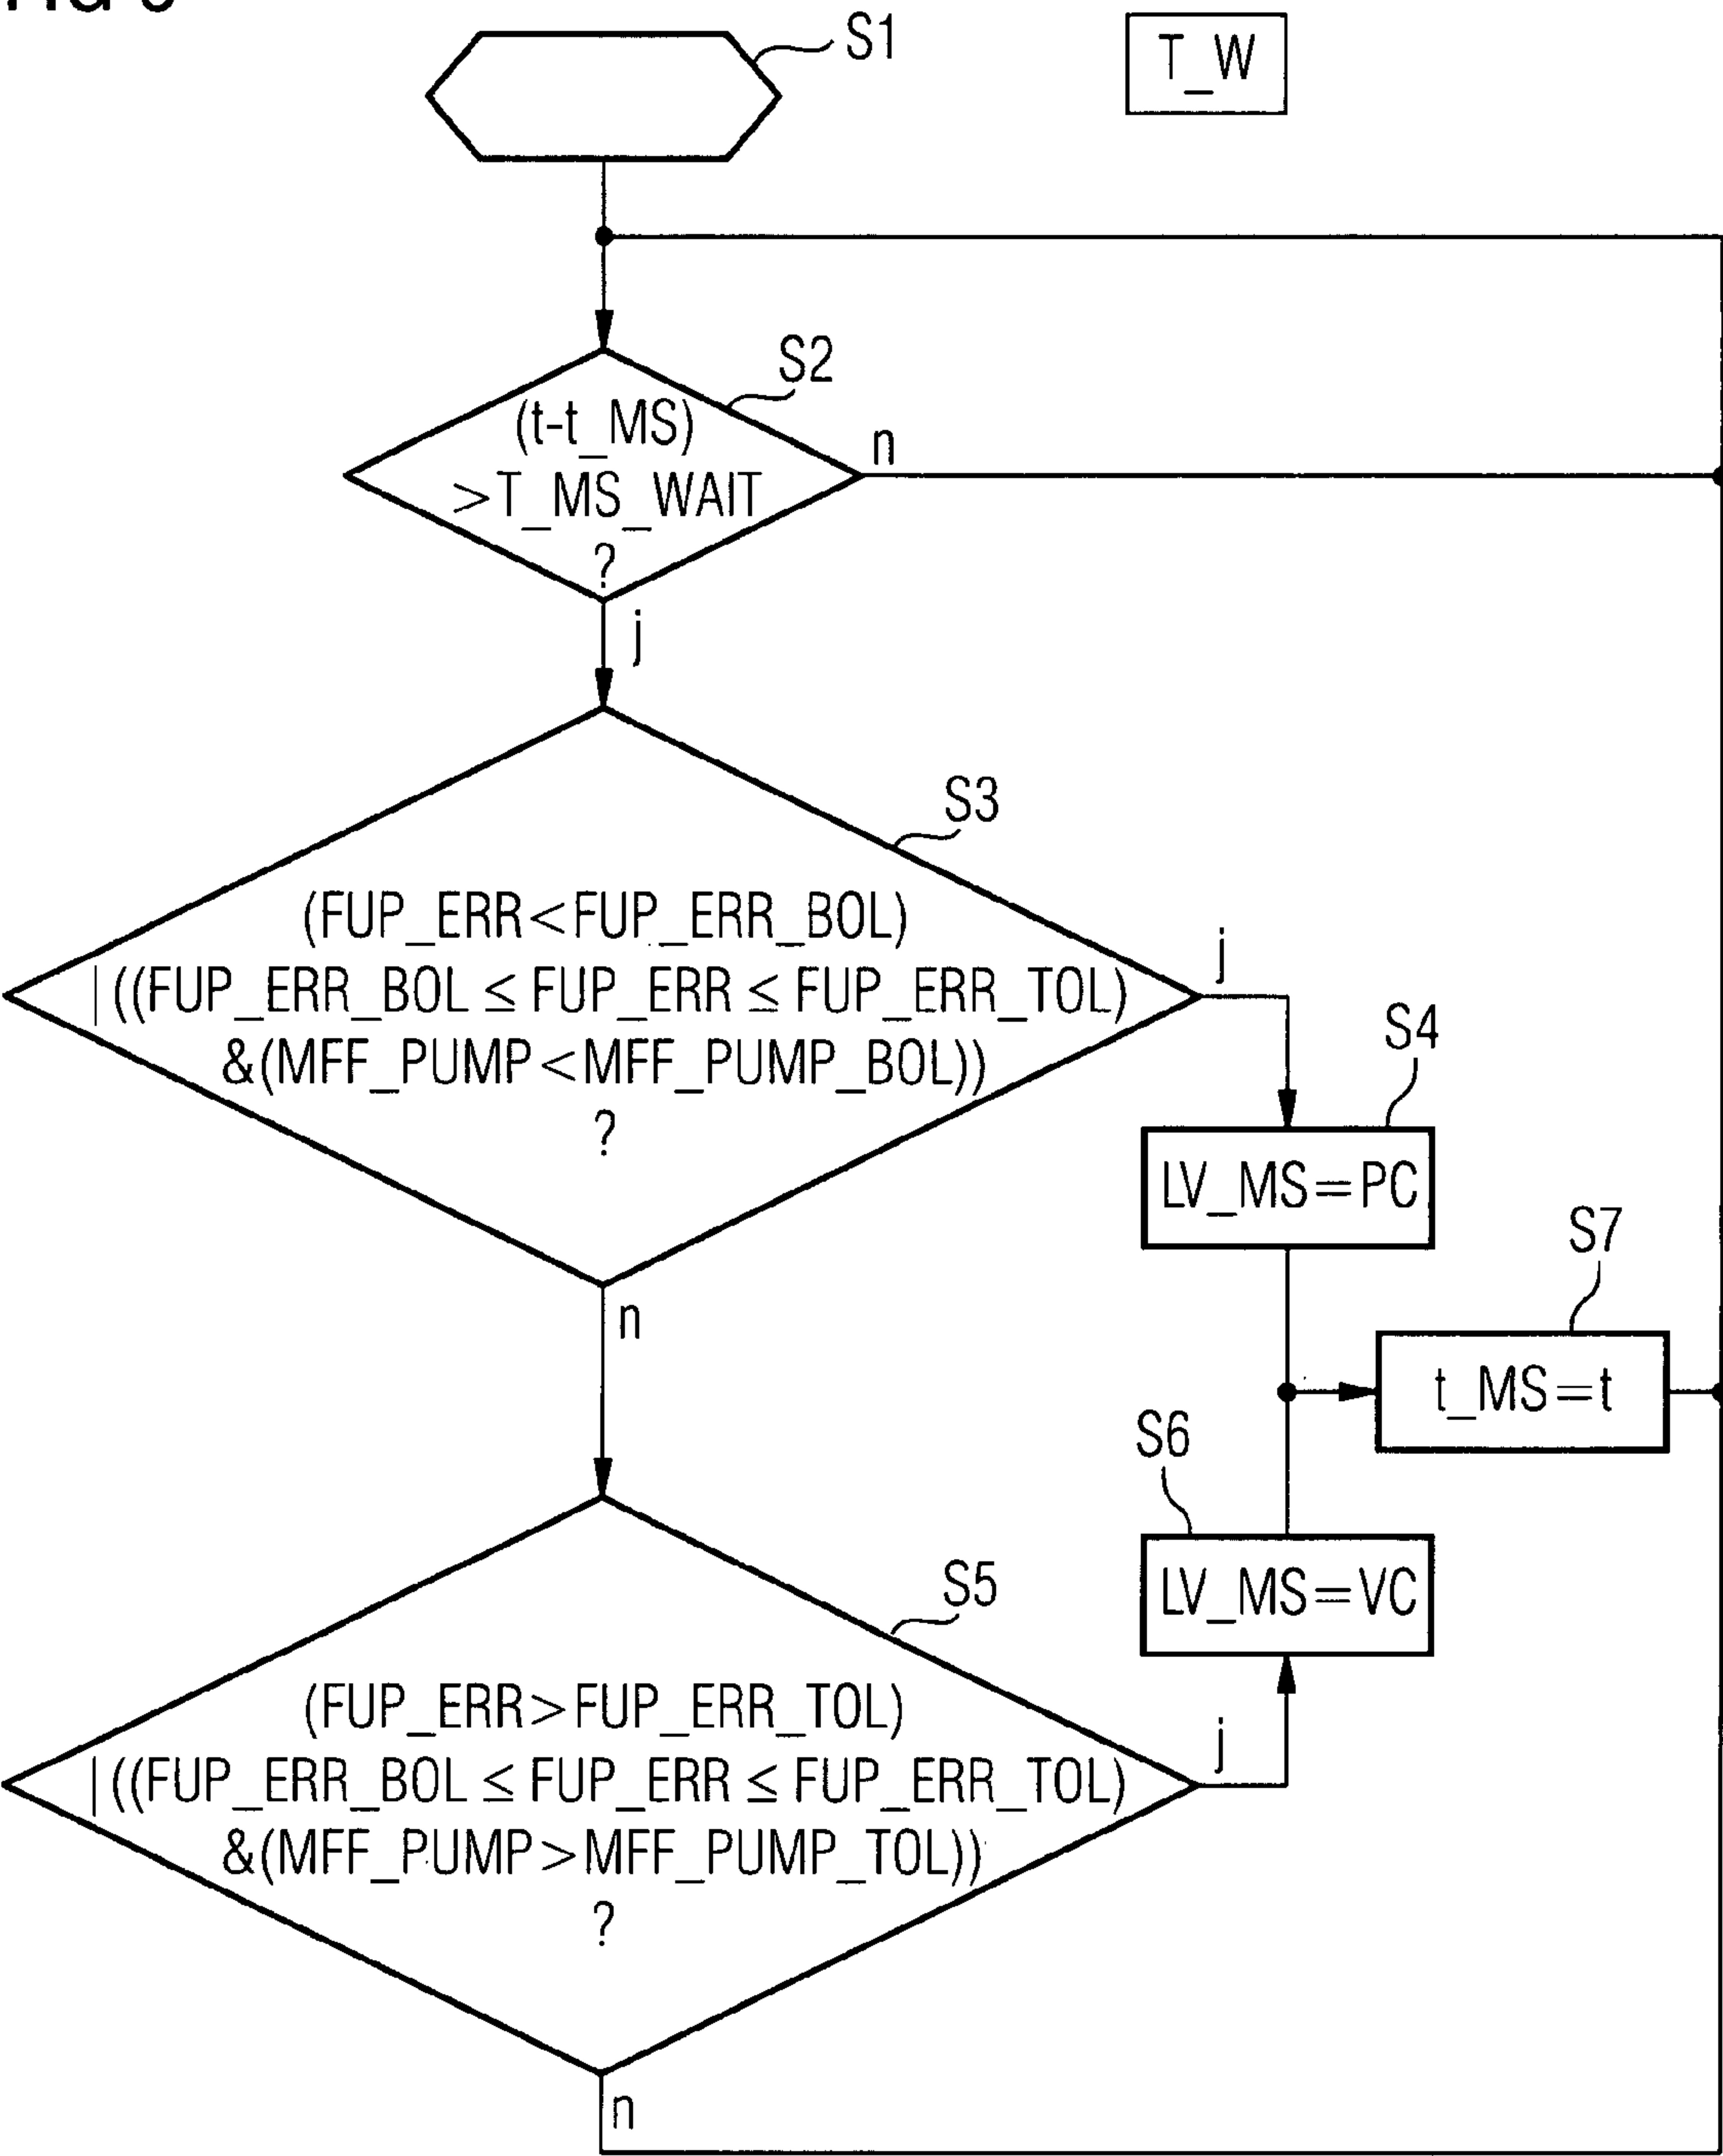 S1
T_W
S2
(t-t_MS)
>T_MS_WAIT
?
n
j
S3
(FUP_ERR<FUP_ERR_BOL)
|((FUP_ERR_BOL ≤ FUP_ERR ≤ FUP_ERR_TOL)
&(MFF_PUMP<MFF_PUMP_BOL))
?
j
n
S4
LV_MS=PC
S7
t_MS=t
S6
LV_MS=VC
S5
(FUP_ERR>FUP_ERR_TOL)
|((FUP_ERR_BOL ≤ FUP_ERR ≤ FUP_ERR_TOL)
&(MFF_PUMP>MFF_PUMP_TOL))
?
j
n